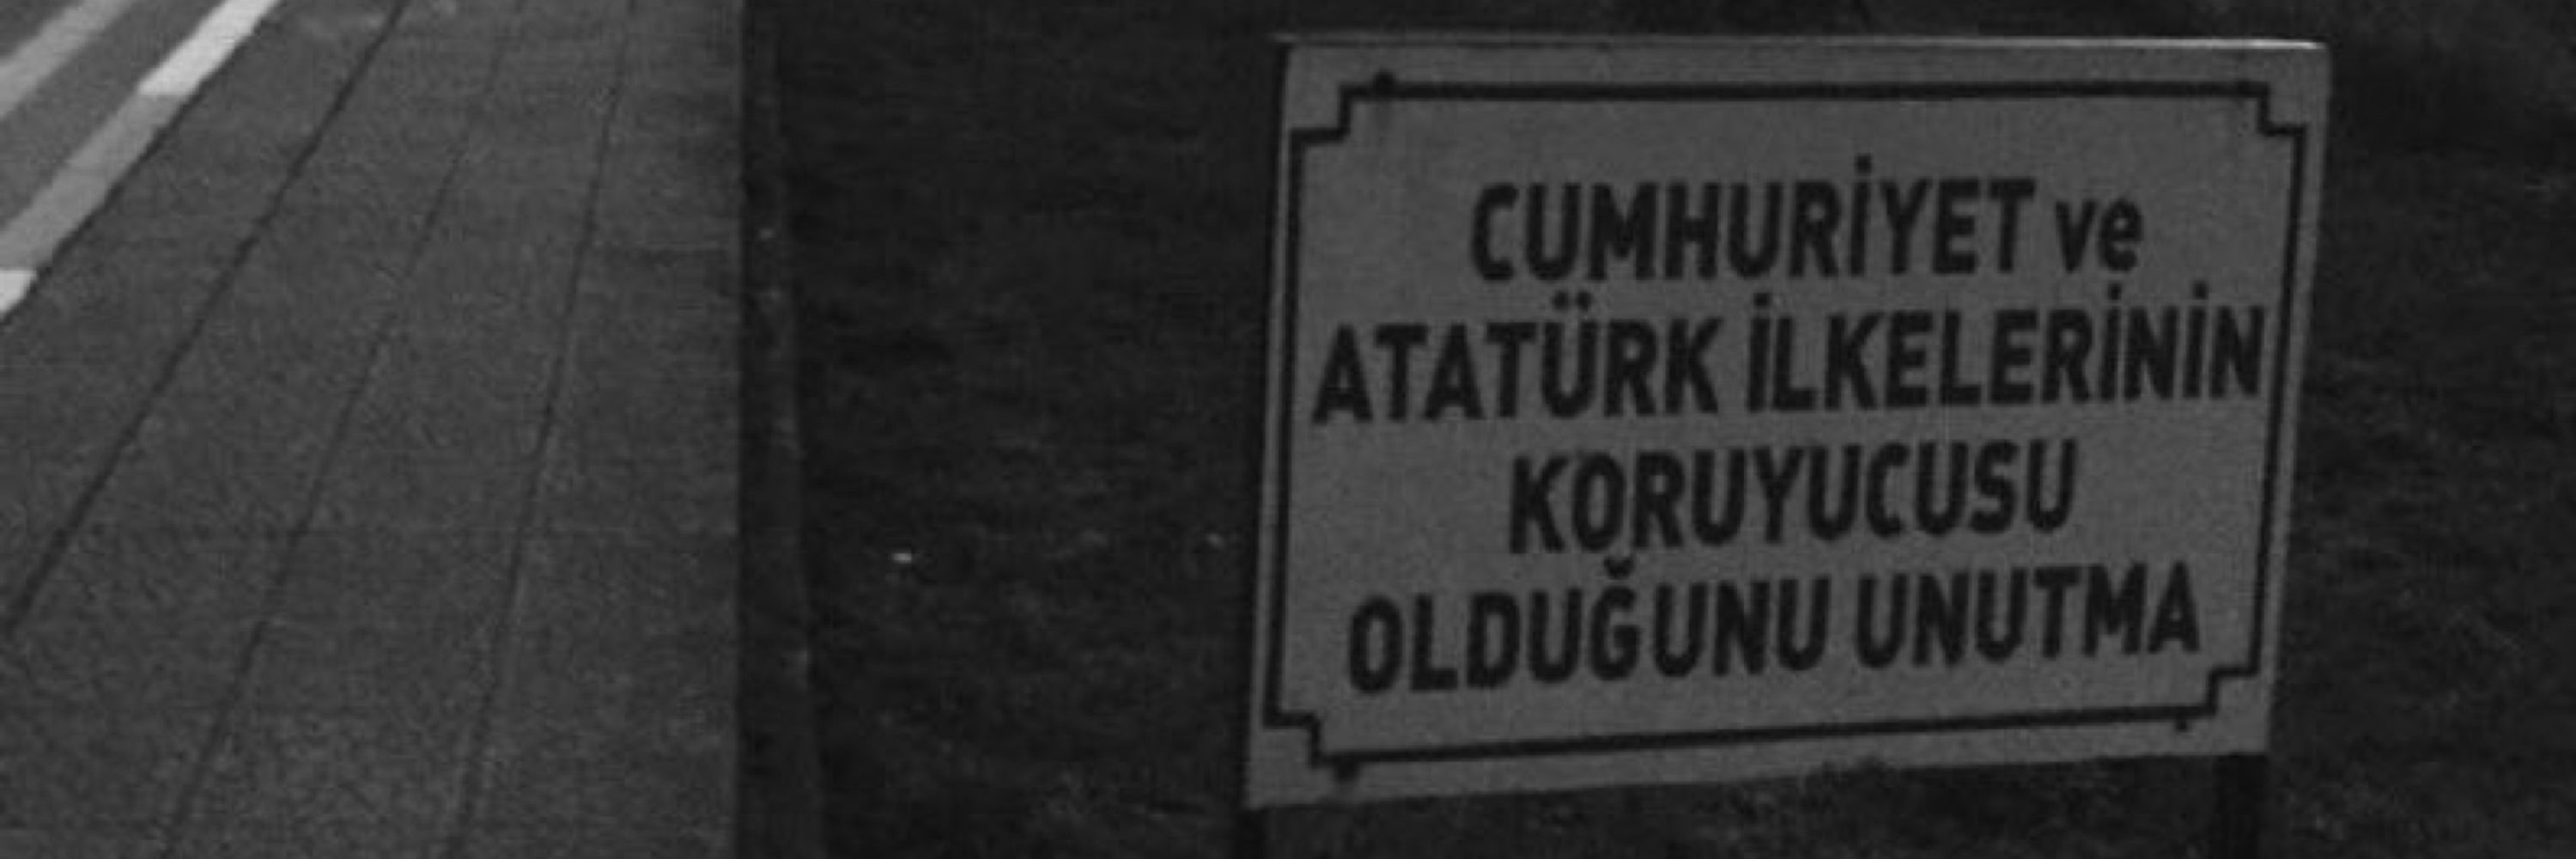 CUMHURİYET ve
ATATÜRK İLKELERİNİN
KORUYUCUSU
OLDUĞUNU UNUTMA